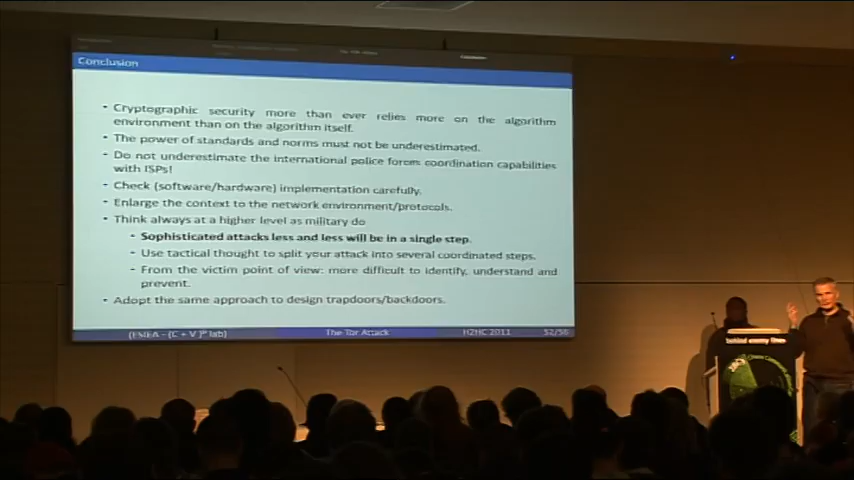 Conclusion
Conclusion
• Cryptographic security more than ever relies more on the algorithm
environment than on the algorithm itself.
• The power of standards and norms must not be underestimated.
• Do not underestimate the international police forces coordination capabilities
with ISPs!
• Check (software/hardware) implementation carefully.
• Enlarge the context to the network environment/protocols.
• Think always at a higher level as military do
• Sophisticated attacks less and less will be in a single step.
• Use tactical thought to split your attack into several coordinated steps.
• From the victim point of view: more difficult to identify, understand and
prevent.
• Adopt the same approach to design trapdoors/backdoors.
lab)
The Tor Attack
2011
52/56
behind enemy lines